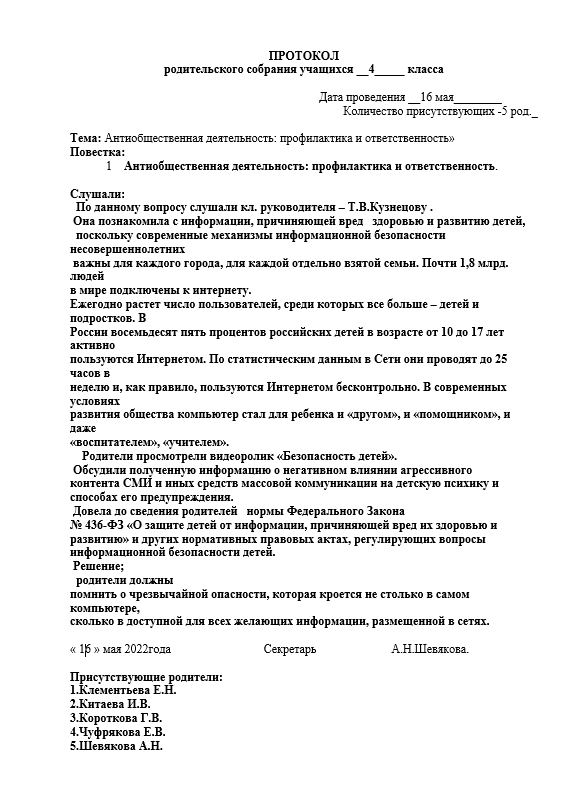 ПРОТОКОЛ
родительского собрания учащихся __4_____ класса
Дата проведения __16 мая________
Количество присутствующих -5 род._
Тема: Антиобщественная деятельность: профилактика и ответственность»
Повестка:
1 Антиобщественная деятельность: профилактика и ответственность.
Слушали:
По данному вопросу слушали кл. руководителя – Т.В.Кузнецову .
Она познакомила с информации, причиняющей вред здоровью и развитию детей,
поскольку современные механизмы информационной безопасности
несовершеннолетних
важны для каждого города, для каждой отдельно взятой семьи. Почти 1,8 млрд.
людей
в мире подключены к интернету.
Ежегодно растет число пользователей, среди которых все больше – детей и
подростков. В
России восемьдесят пять процентов российских детей в возрасте от 10 до 17 лет
активно
пользуются Интернетом. По статистическим данным в Сети они проводят до 25
часов в
неделю и, как правило, пользуются Интернетом бесконтрольно. В современных
условиях
развития общества компьютер стал для ребенка и «другом», и «помощником», и
даже
«воспитателем», «учителем».
Родители просмотрели видеоролик «Безопасность детей».
Обсудили полученную информацию о негативном влиянии агрессивного
контента СМИ и иных средств массовой коммуникации на детскую психику и
способах его предупреждения.
Довела до сведения родителей нормы Федерального Закона
№ 436-ФЗ «О защите детей от информации, причиняющей вред их здоровью и
развитию» и других нормативных правовых актах, регулирующих вопросы
информационной безопасности детей.
Решение;
родители должны
помнить о чрезвычайной опасности, которая кроется не столько в самом
компьютере,
сколько в доступной для всех желающих информации, размещенной в сетях.
« 16 » мая 2022года Секретарь А.Н.Шевякова.
Присутствующие родители:
1.Клементьева Е.Н.
2.Китаева И.В.
3.Короткова Г.В.
4.Чуфрякова Е.В.
5.Шевякова А.Н.